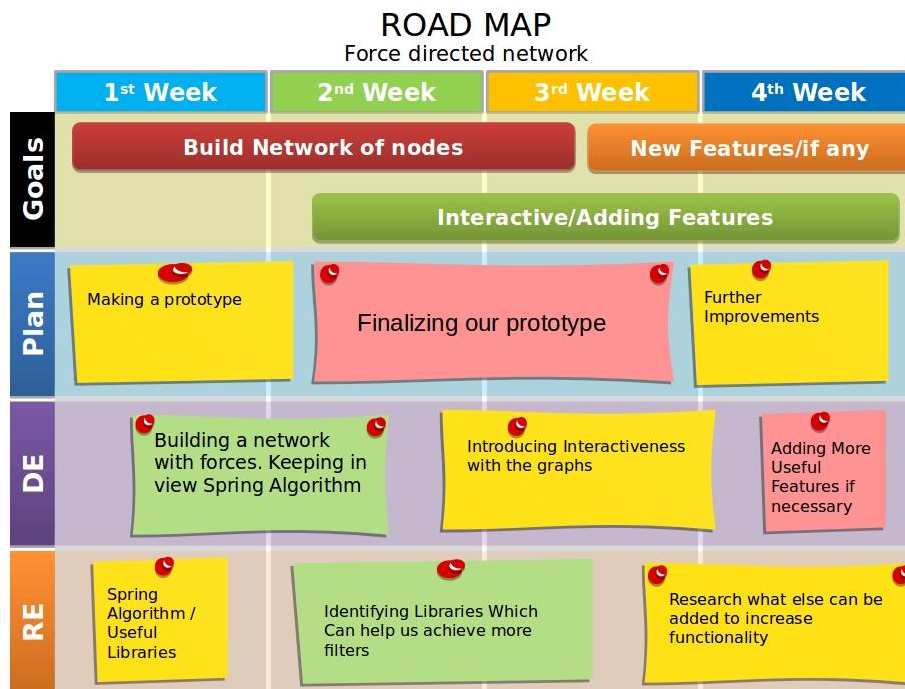 ROAD MAP
Force directed network
1st Week
2nd Week
3rd Week
4th Week
Goals
Build Network of nodes
New Features/if any
Interactive/Adding Features
Plan
Making a prototype
Finalizing our prototype
Further
Improvements
DE
Building a network
with forces. Keeping in
view Spring Algorithm
Introducing Interactiveness
with the graphs
Adding More
Useful
Features if
necessary
RE
Spring
Algorithm /
Useful
Libraries
Identifying Libraries Which
Can help us achieve more
filters
Research what else can be
added to increase
functionality